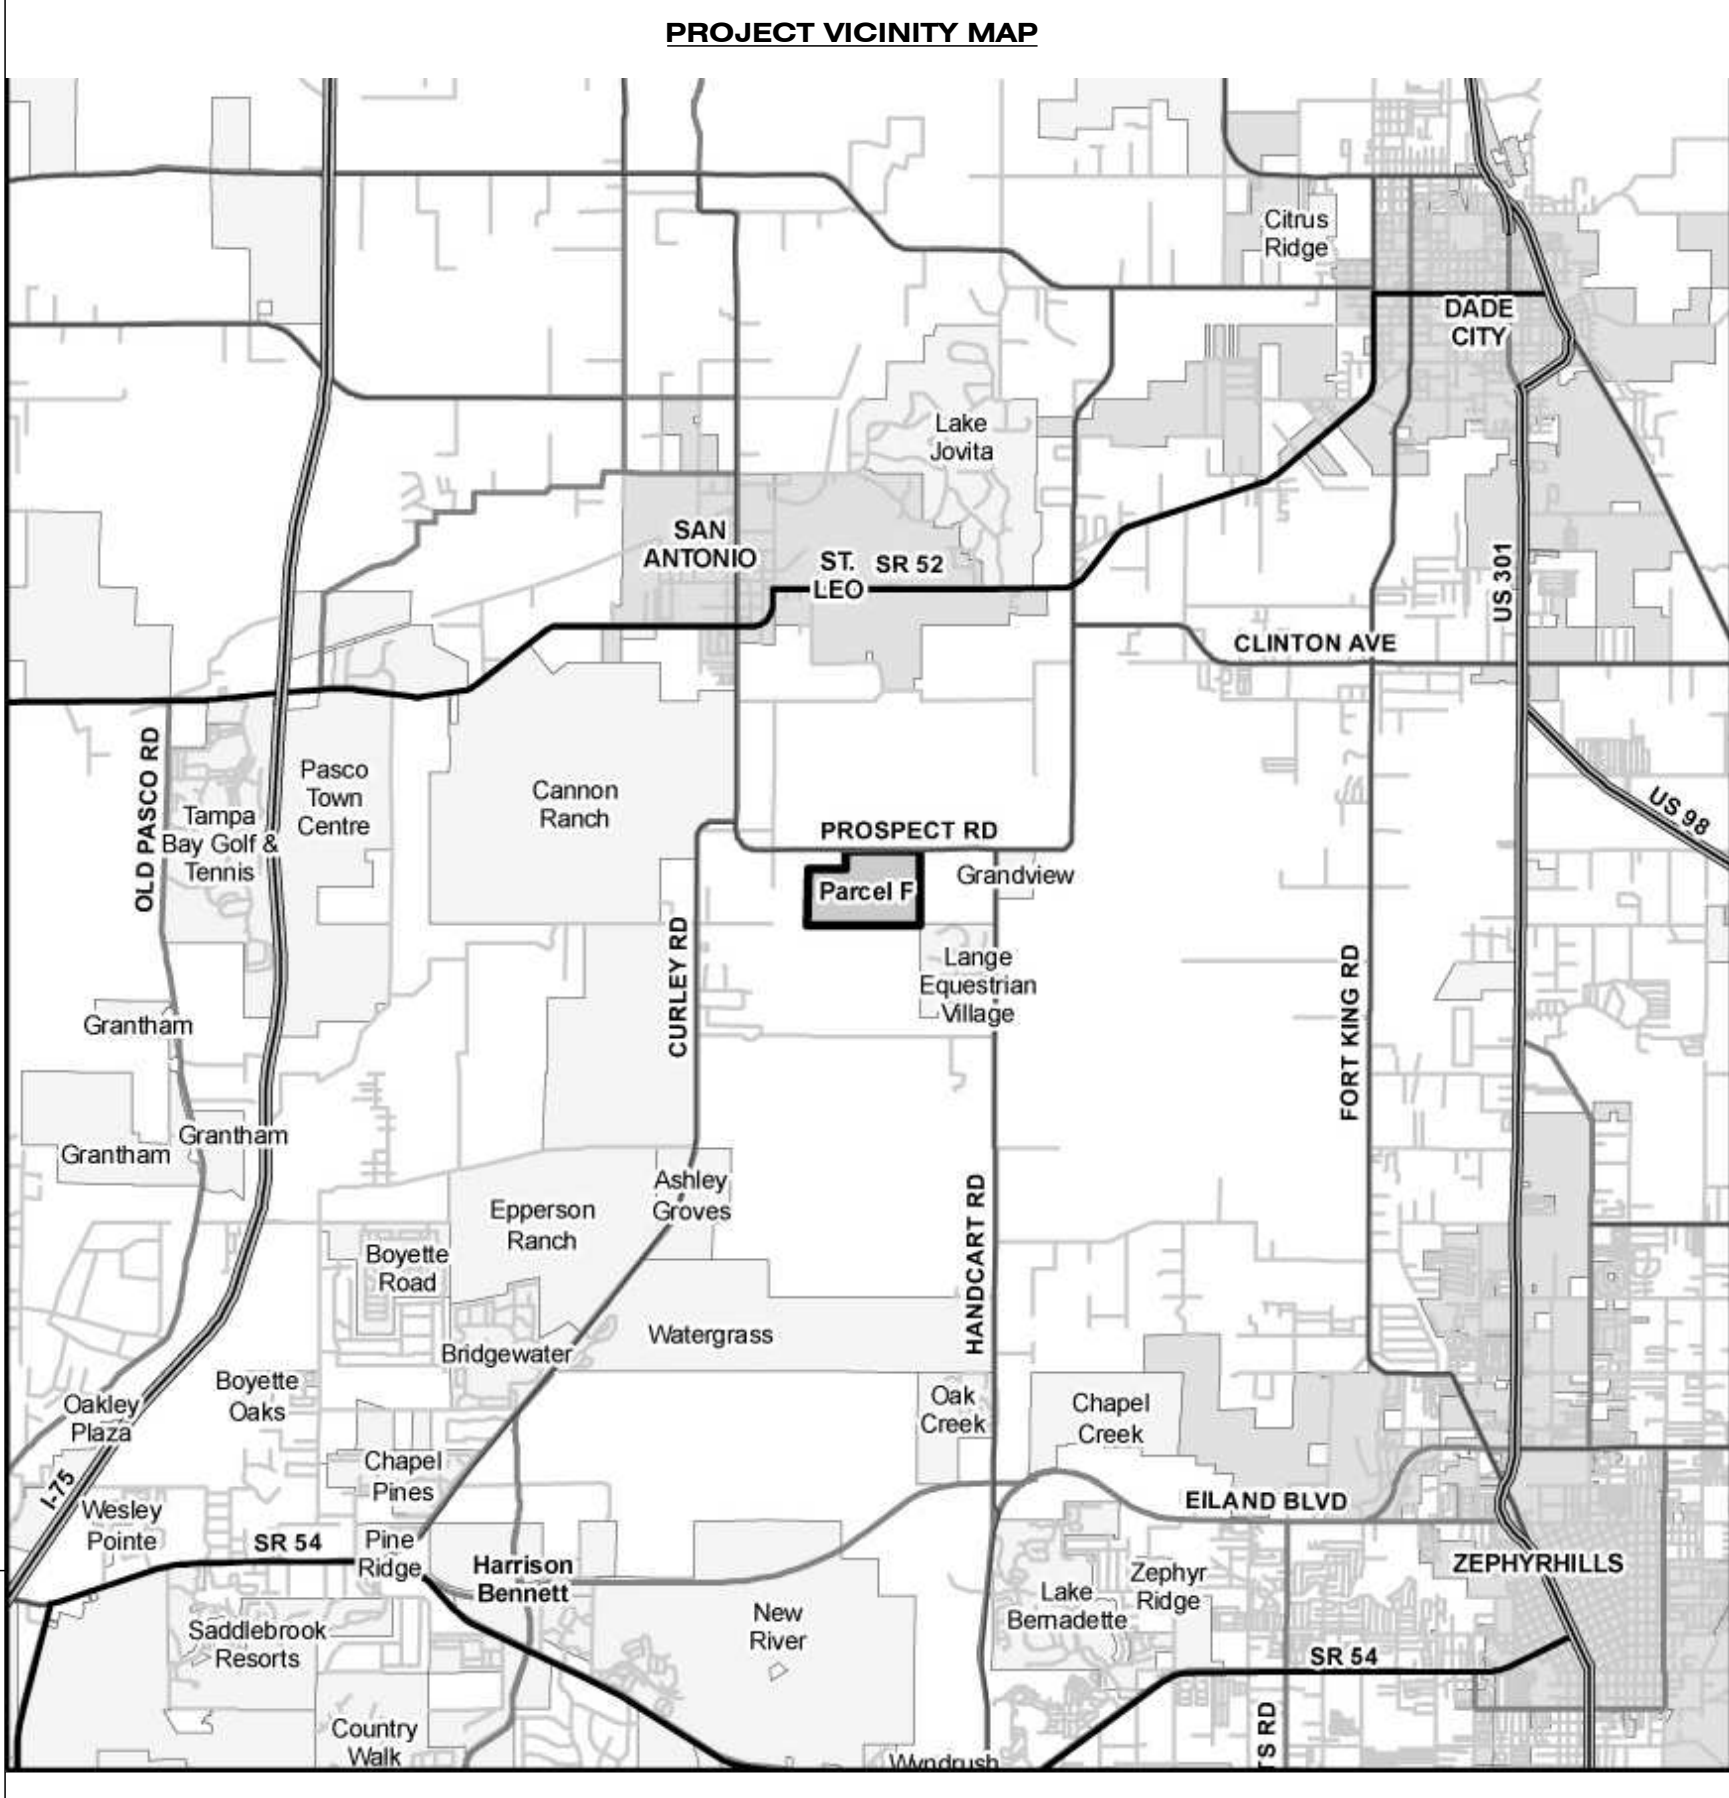 PROJECT VICINITY MAP
Citrus
Ridge
DADE
CITY
Lake
Jovita
SAN
ANTONIO
ST.
LEO
SR 52
US 301
CLINTON AVE
OLD PASCO RD
Pasco
Town
Centre
Tampa
Bay Golf &
Tennis
Cannon
Ranch
US 98
PROSPECT RD
Parcel F
Grandview
CURLEY RD
Lange
Equestrian
Village
FORT KING RD
Grantham
Grantham
Grantham
Ashley
Groves
Epperson
Ranch
HANDCART RD
Boyette
Road
Watergrass
Bridgewater
Boyette
Oaks
Oakley
Plaza
Oak
Creek
Chapel
Creek
Chapel
Pines
I-75
Wesley
Pointe
EILAND BLVD
SR 54
Pine
Ridge
Harrison
Bennett
ZEPHYRHILLS
Zephyr
Ridge
Lake
Bernadette
New
River
Saddlebrook
Resorts
SR 54
TS RD
Country
Walk
Wyndrush